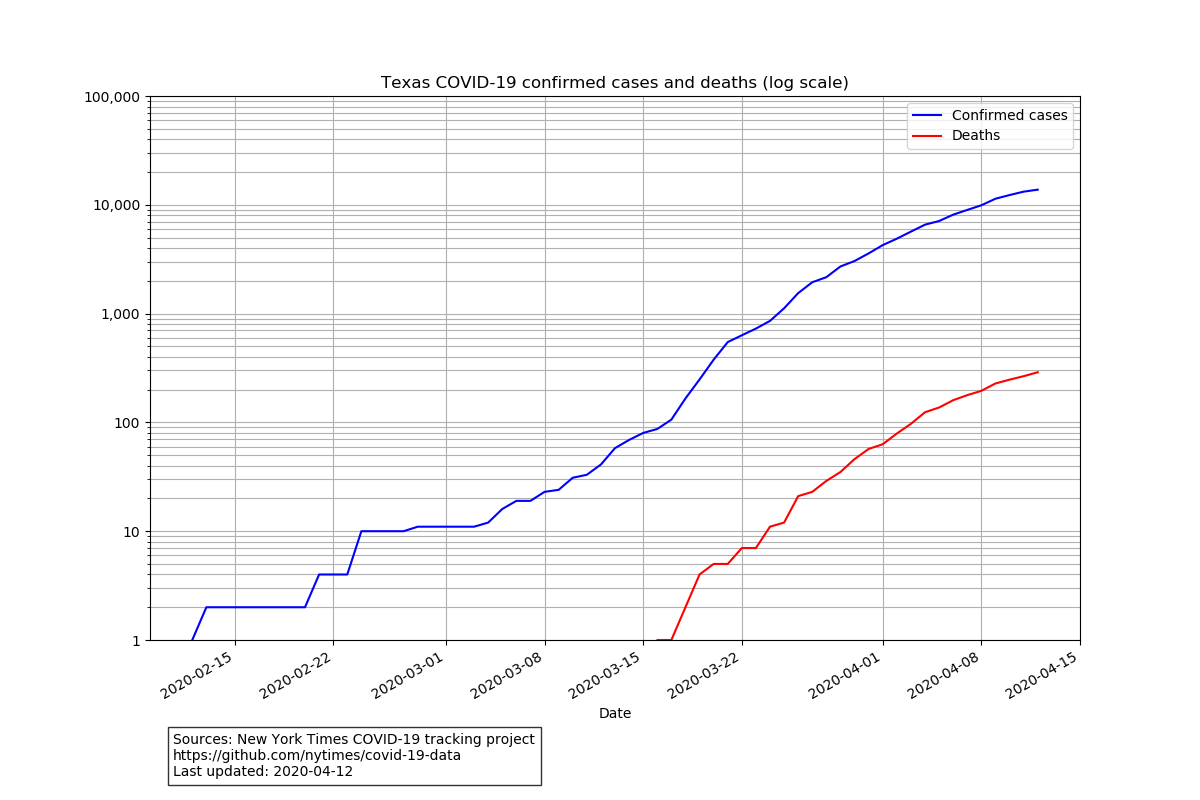 Texas COVID-19 confirmed cases and deaths (log scale)
100,000
10,000
1,000
100
10
1
Confirmed cases
Deaths
2020-02-15
2020-02-22
2020-03-01
2020-03-08
2020-03-15
2020-03-22
2020-04-01
2020-04-08
2020-04-15
Date
Sources: New York Times COVID-19 tracking project
https://github.com/nytimes/covid-19-data
Last updated: 2020-04-12